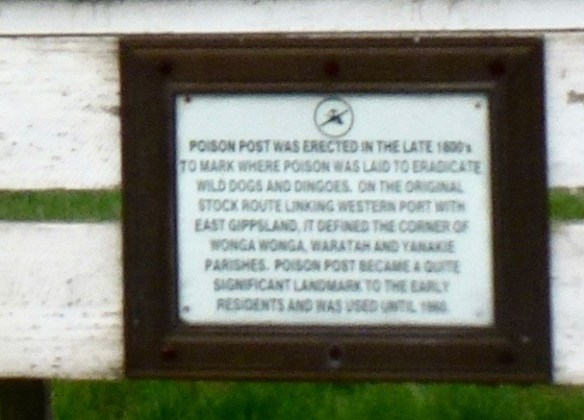 POISON POST WAS ERECTED IN THE LATE 1800's
TO MARK WHERE POISON WAS LAID TO ERADICATE
WILD DOGS AND DINGOES. ON THE ORIGINAL
STOCK ROUTE LINKING WESTERN PORT WITH
EAST GIPPSLAND, IT DEFINED THE CORNER OF
WONGA WONGA, WARATAH AND YANAKIE
PARISHES. POISON POST BECAME A QUITE
SIGNIFICANT LANDMARK TO THE EARLY
RESIDENTS AND WAS USED UNTIL